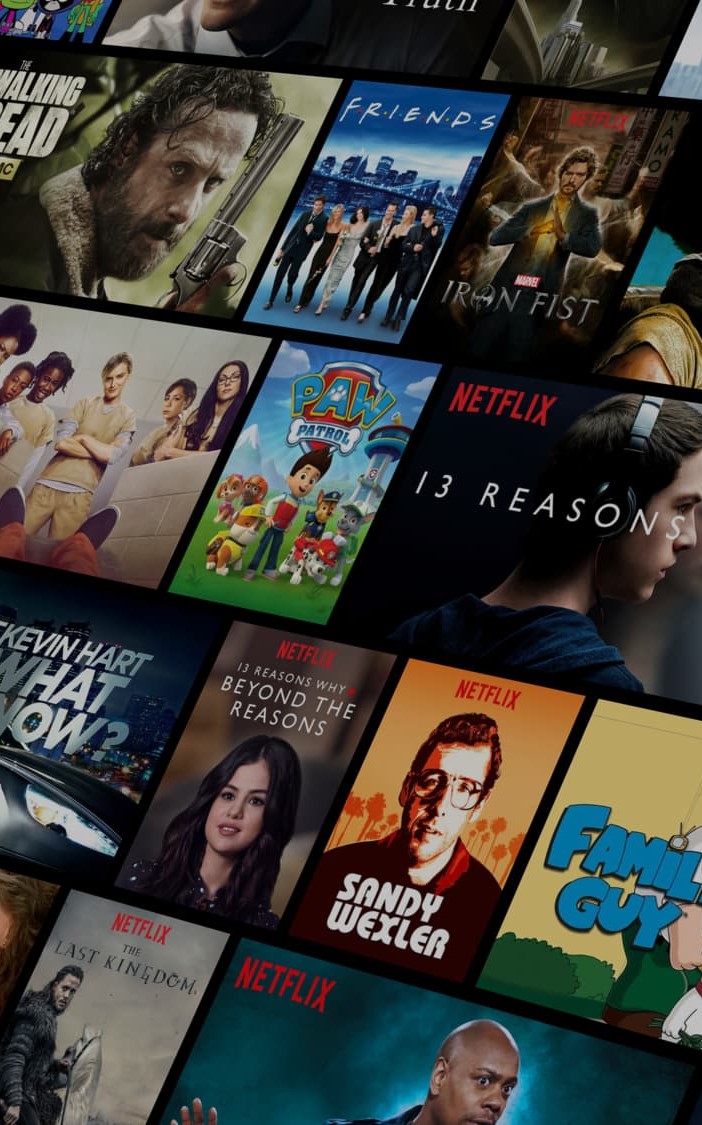 Truth
THE
WALKING
DEAD
AMC
FRIENDS
NETFLIX
MARVEL
IRON FIST
PAW
PATROL
NETFLIX
13 REASONS
KEVIN HART
WHAT
NOW?
NETFLIX
13 REASONS WHY
BEYOND THE
REASONS
NETFLIX
SANDY
WEXLER
FAMILY
GUY
NETFLIX
THE
LAST KINGDOM
NETFLIX